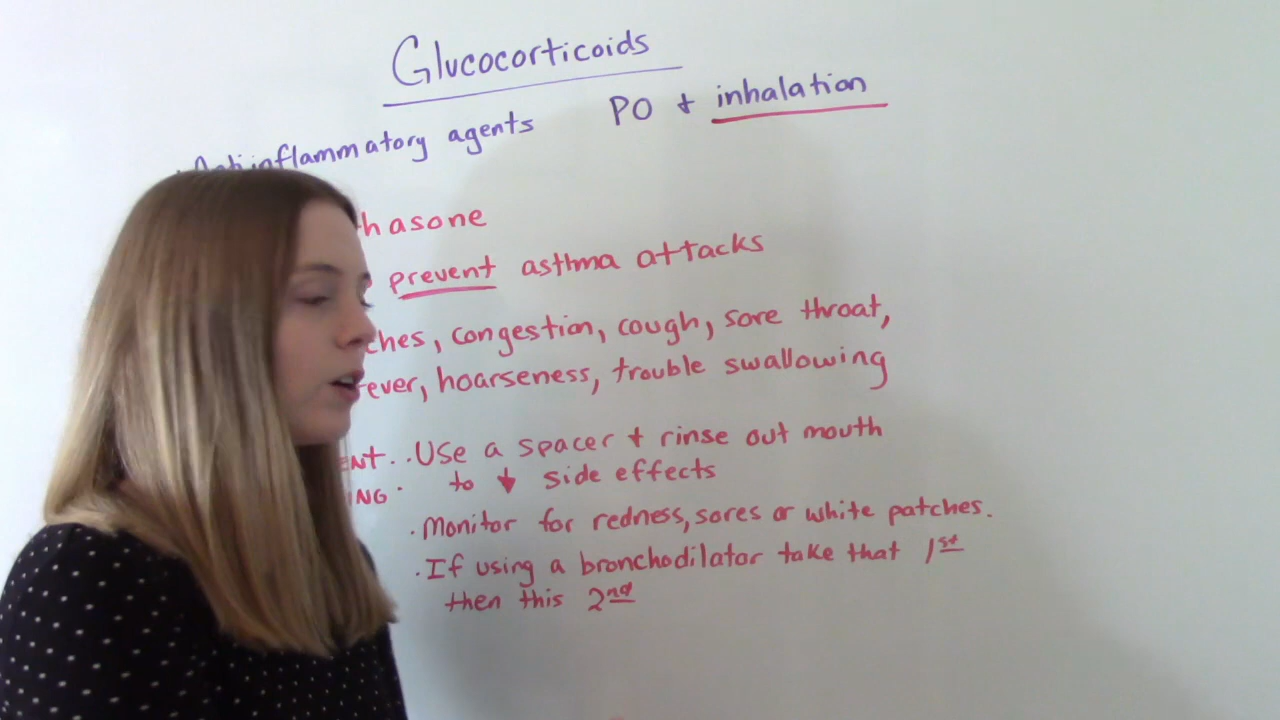 Glucocorticoids
Antiinflammatory agents
PO + inhalation
hasone
prevent asthma attacks
ches, congestion, cough, sore throat,
ever, hoarseness, trouble swallowing
ENT.
ING.
·Use a spacer + rinse out mouth
to ↓ side effects
·Monitor for redness, sores or white patches.
·If using a bronchodilator take that 1st
then this 2nd